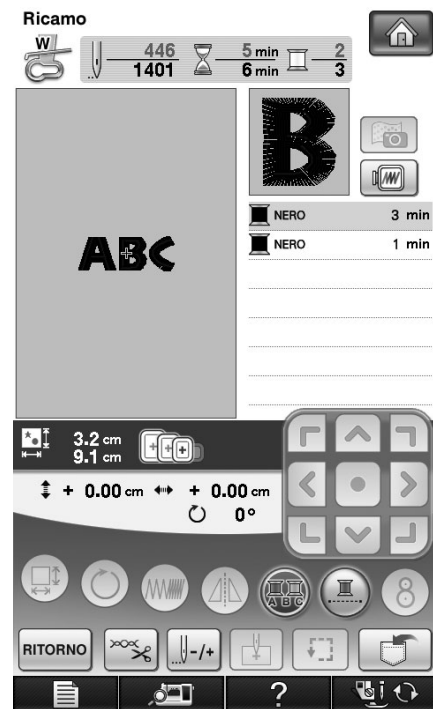 Ricamo
W
446 5 min 2
1401 6 min 3
B
NERO 3 min
NERO 1 min
ABC
3.2 cm
9.1 cm
+ 0.00 cm + 0.00 cm
0°
A B C
8
RITORNO
-/+
?